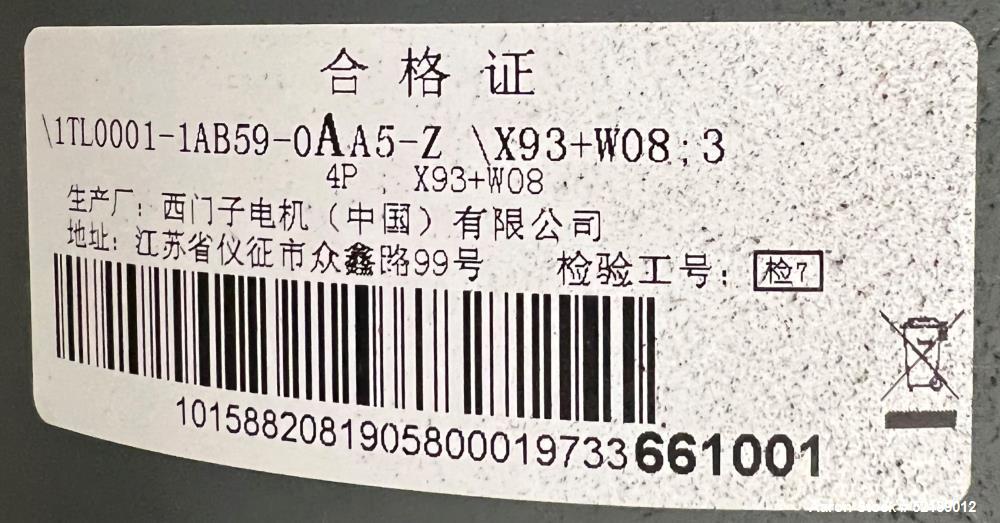 合格证
\1TL0001-1AB59-0AA5-Z \X93+W08;3
4P X93+W08
生产厂：西门子电机（中国）有限公司
地址：江苏省仪征市众鑫路99号 检验工号：检7
1015882081905800019733661001